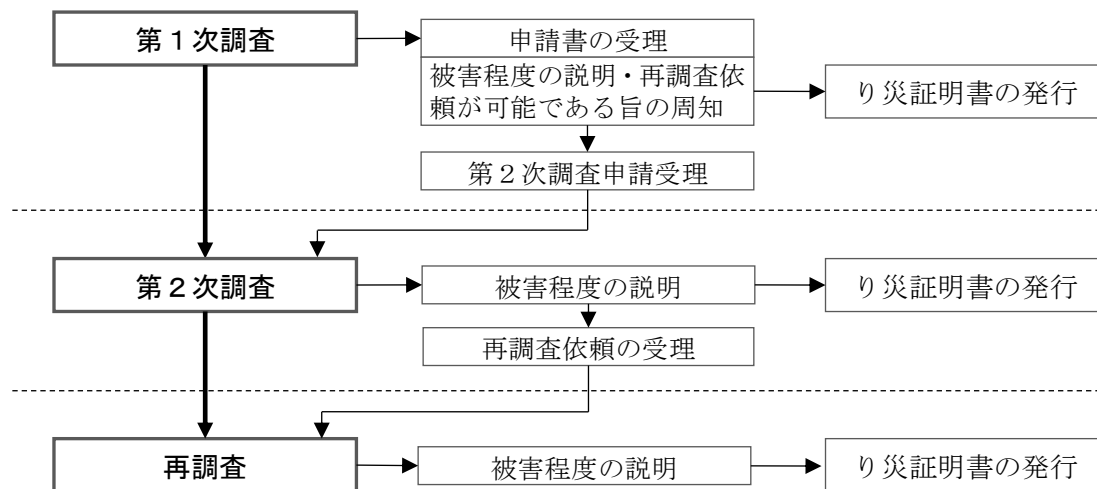 第１次調査
申請書の受理
被害程度の説明・再調査依
頼が可能である旨の周知
り災証明書の発行
第２次調査申請受理
第２次調査
被害程度の説明
り災証明書の発行
再調査依頼の受理
再調査
被害程度の説明
り災証明書の発行